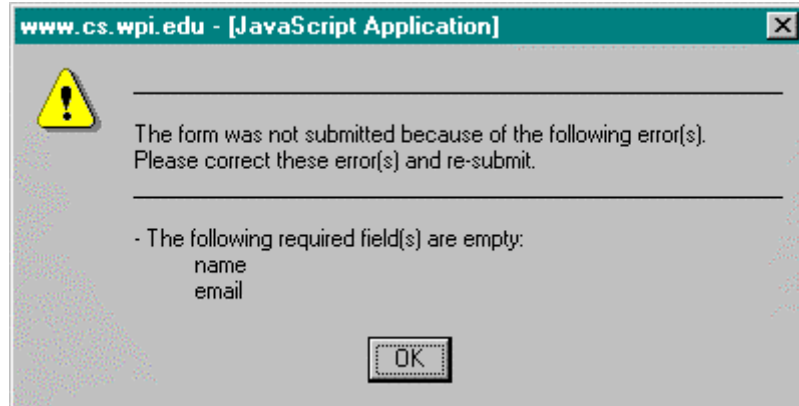 www.cs.wpi.edu - [JavaScript Application]
The form was not submitted because of the following error(s).
Please correct these error(s) and re-submit.
- The following required field(s) are empty:
name
email
OK